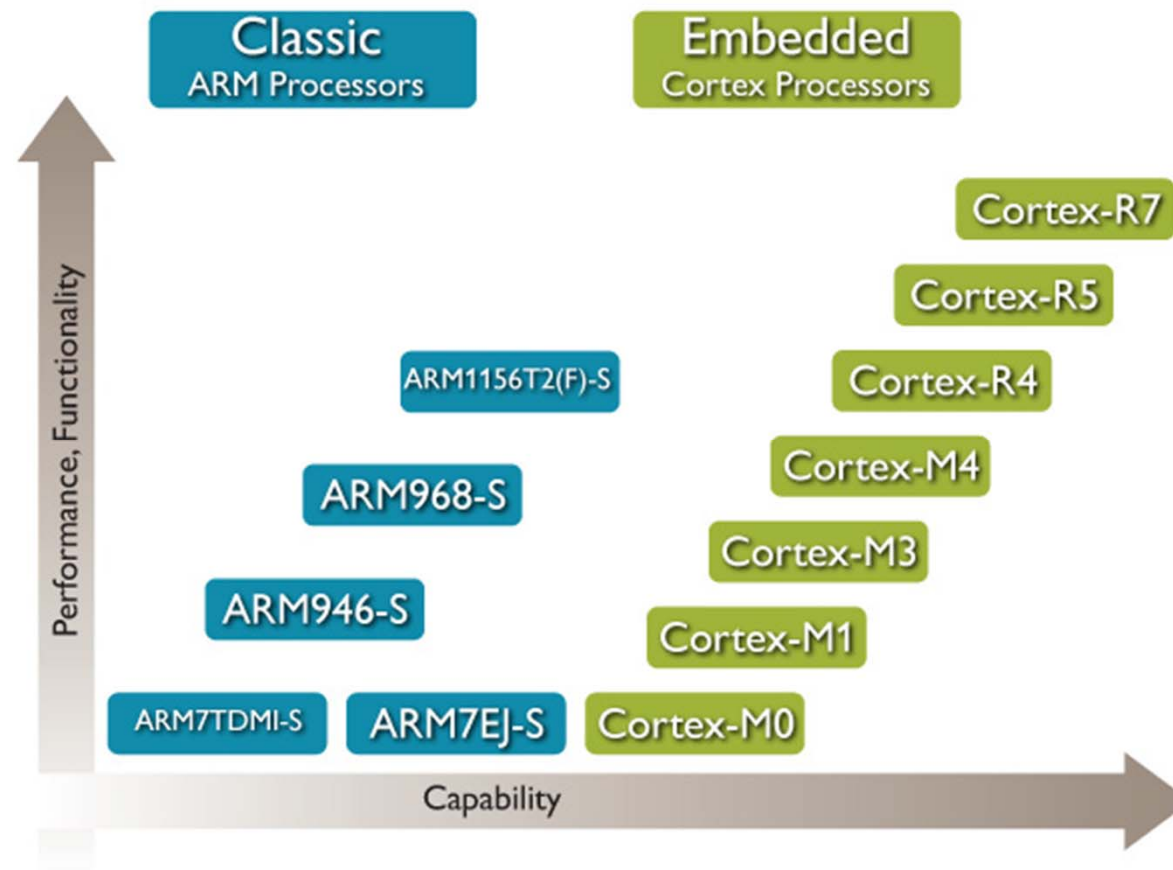 Classic
ARM Processors
Embedded
Cortex Processors
Cortex-R7
Cortex-R5
ARM1156T2(F)-S
Cortex-R4
Cortex-M4
ARM968-S
Cortex-M3
ARM946-S
Cortex-M1
ARM7TDMI-S
ARM7EJ-S
Cortex-M0
Performance, Functionality
Capability